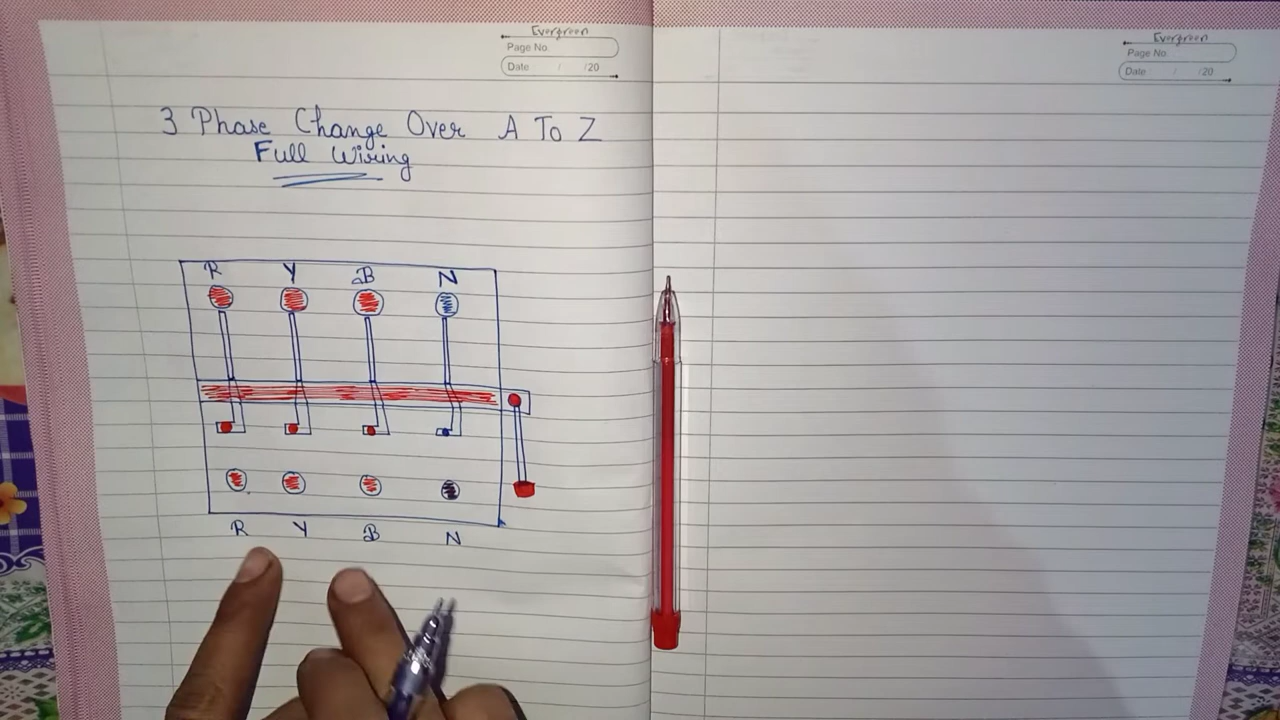 Evergreen
Page No.
Date / /20
Evergreen
Page No.
Date / /20
3 Phase Change Over A To Z
Full Wiring
R Y B N
R Y B N